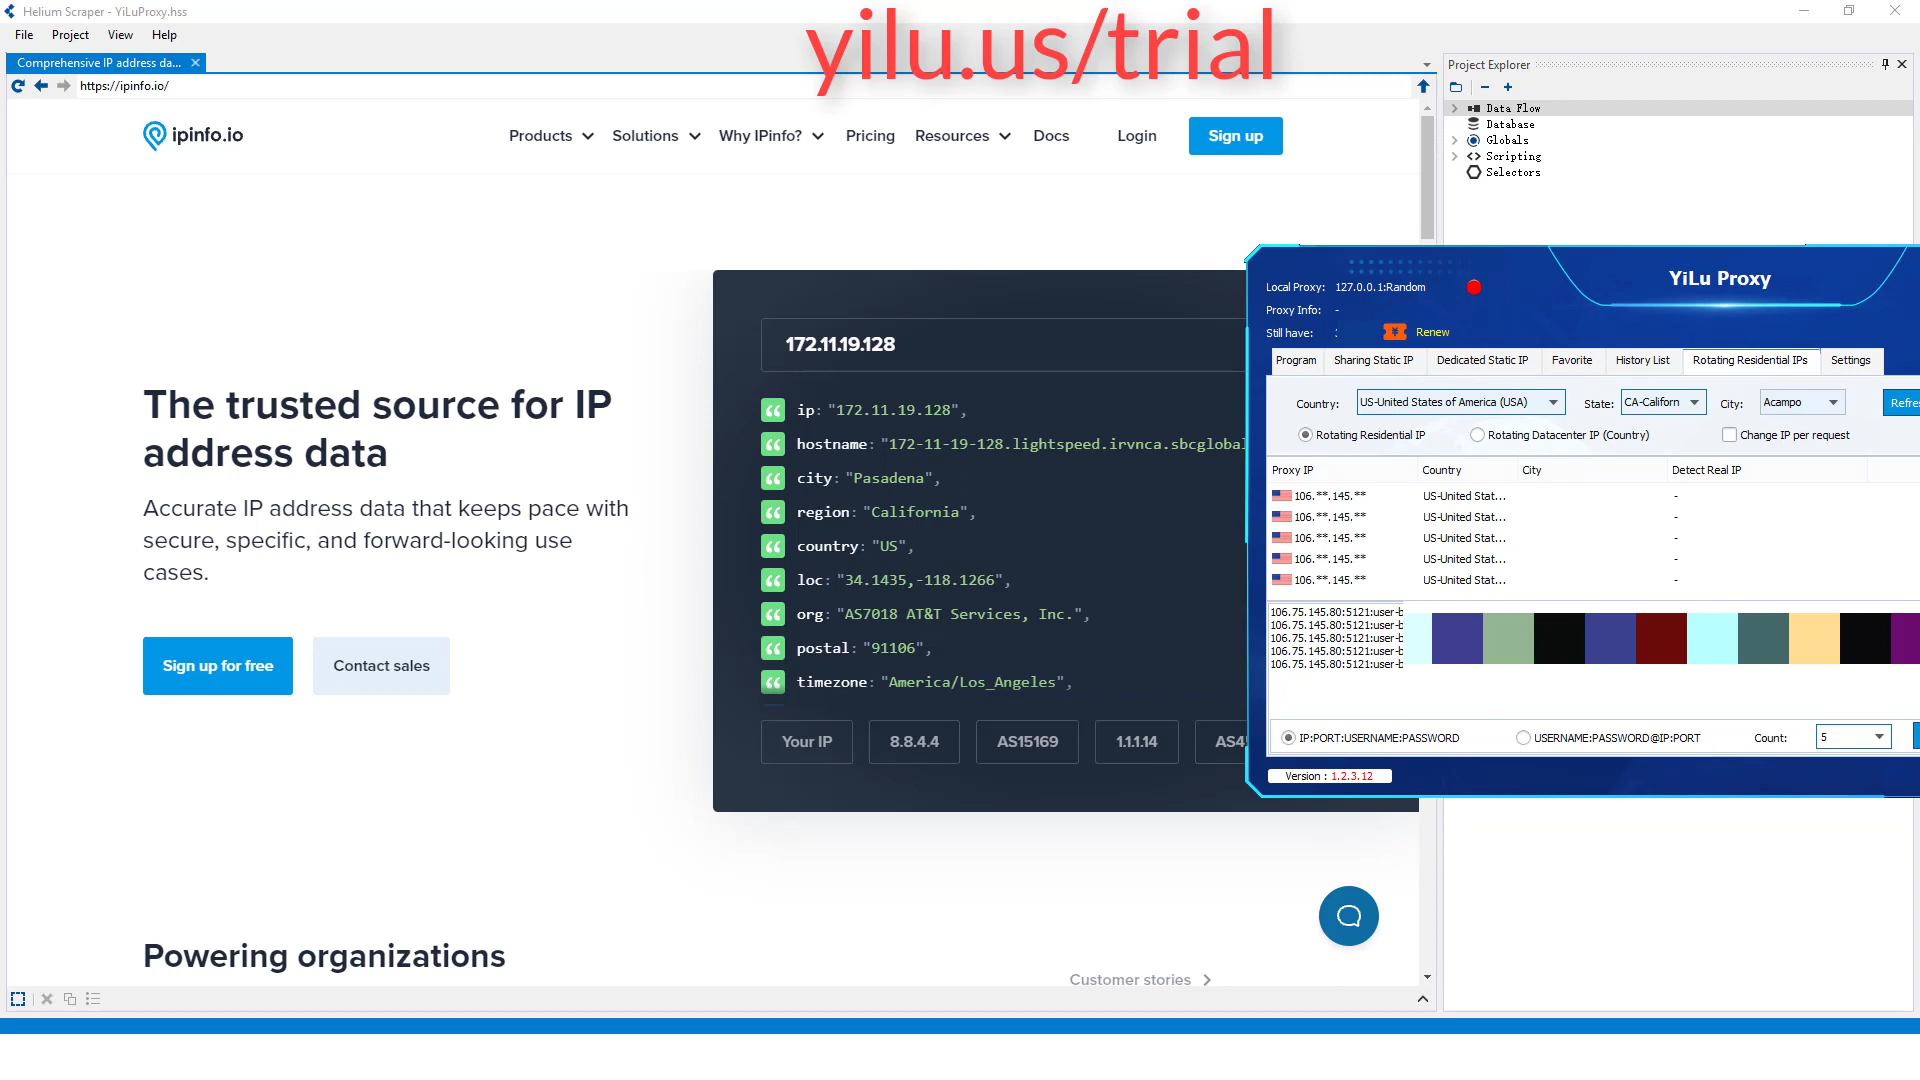 Helium Scraper - YiLuProxy.hss
yilu.us/trial
File Project View Help
Comprehensive IP address da...
Project Explorer
https://ipinfo.io/
Data Flow
Database
Globals
Scripting
Selectors
ipinfo.io
Products Solutions Why IPinfo? Pricing Resources Docs Login Sign up
The trusted source for IP
address data
Accurate IP address data that keeps pace with
secure, specific, and forward-looking use
cases.
Sign up for free Contact sales
172.11.19.128
ip: "172.11.19.128",
hostname: "172-11-19-128.lightspeed.irvnca.sbcglobal
city: "Pasadena",
region: "California",
country: "US",
loc: "34.1435,-118.1266",
org: "AS7018 AT&T Services, Inc.",
postal: "91106",
timezone: "America/Los_Angeles",
Your IP 8.8.4.4 AS15169 1.1.1.14
YiLu Proxy
Local Proxy: 127.0.0.1:Random
Proxy Info: -
Still have: : Renew
Program Sharing Static IP Dedicated Static IP Favorite History List Rotating Residential IPs Settings
Country: US-United States of America (USA) State: CA-Californ City: Acampo Refres
Rotating Residential IP Rotating Datacenter IP (Country) Change IP per request
Proxy IP Country City Detect Real IP
106.**.145.** US-United Stat... -
106.**.145.** US-United Stat... -
106.**.145.** US-United Stat... -
106.**.145.** US-United Stat... -
106.**.145.** US-United Stat... -
106.75.145.80:5121:user-b
106.75.145.80:5121:user-b
106.75.145.80:5121:user-b
106.75.145.80:5121:user-b
106.75.145.80:5121:user-b
IP:PORT:USERNAME:PASSWORD USERNAME:PASSWORD@IP:PORT Count: 5
Version : 1.2.3.12
Powering organizations
Customer stories